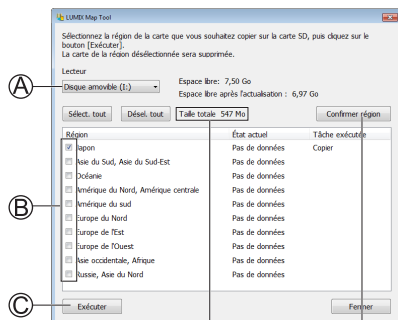 LUMIX Map Tool
Sélectionnez la région de la carte que vous souhaitez copier sur la carte SD, puis cliquez sur le
bouton [Exécuter].
La carte de la région désélectionnée sera supprimée.
Lecteur
Ⓐ Disque amovible (I:) Espace libre: 7,50 Go
Espace libre après l'actualisation : 6,97 Go
Sélect. tout Désel. tout Taille totale 547 Mo Confirmer région
Région État actuel Tâche exécutée
Japon Pas de données Copier
Asie du Sud, Asie du Sud-Est Pas de données
Océanie Pas de données
Amérique du Nord, Amérique centrale Pas de données
Ⓑ Amérique du sud Pas de données
Europe du Nord Pas de données
Europe de l'Est Pas de données
Europe de l'Ouest Pas de données
Asie occidentale, Afrique Pas de données
Russie, Asie du Nord Pas de données
Ⓒ Exécuter Fermer